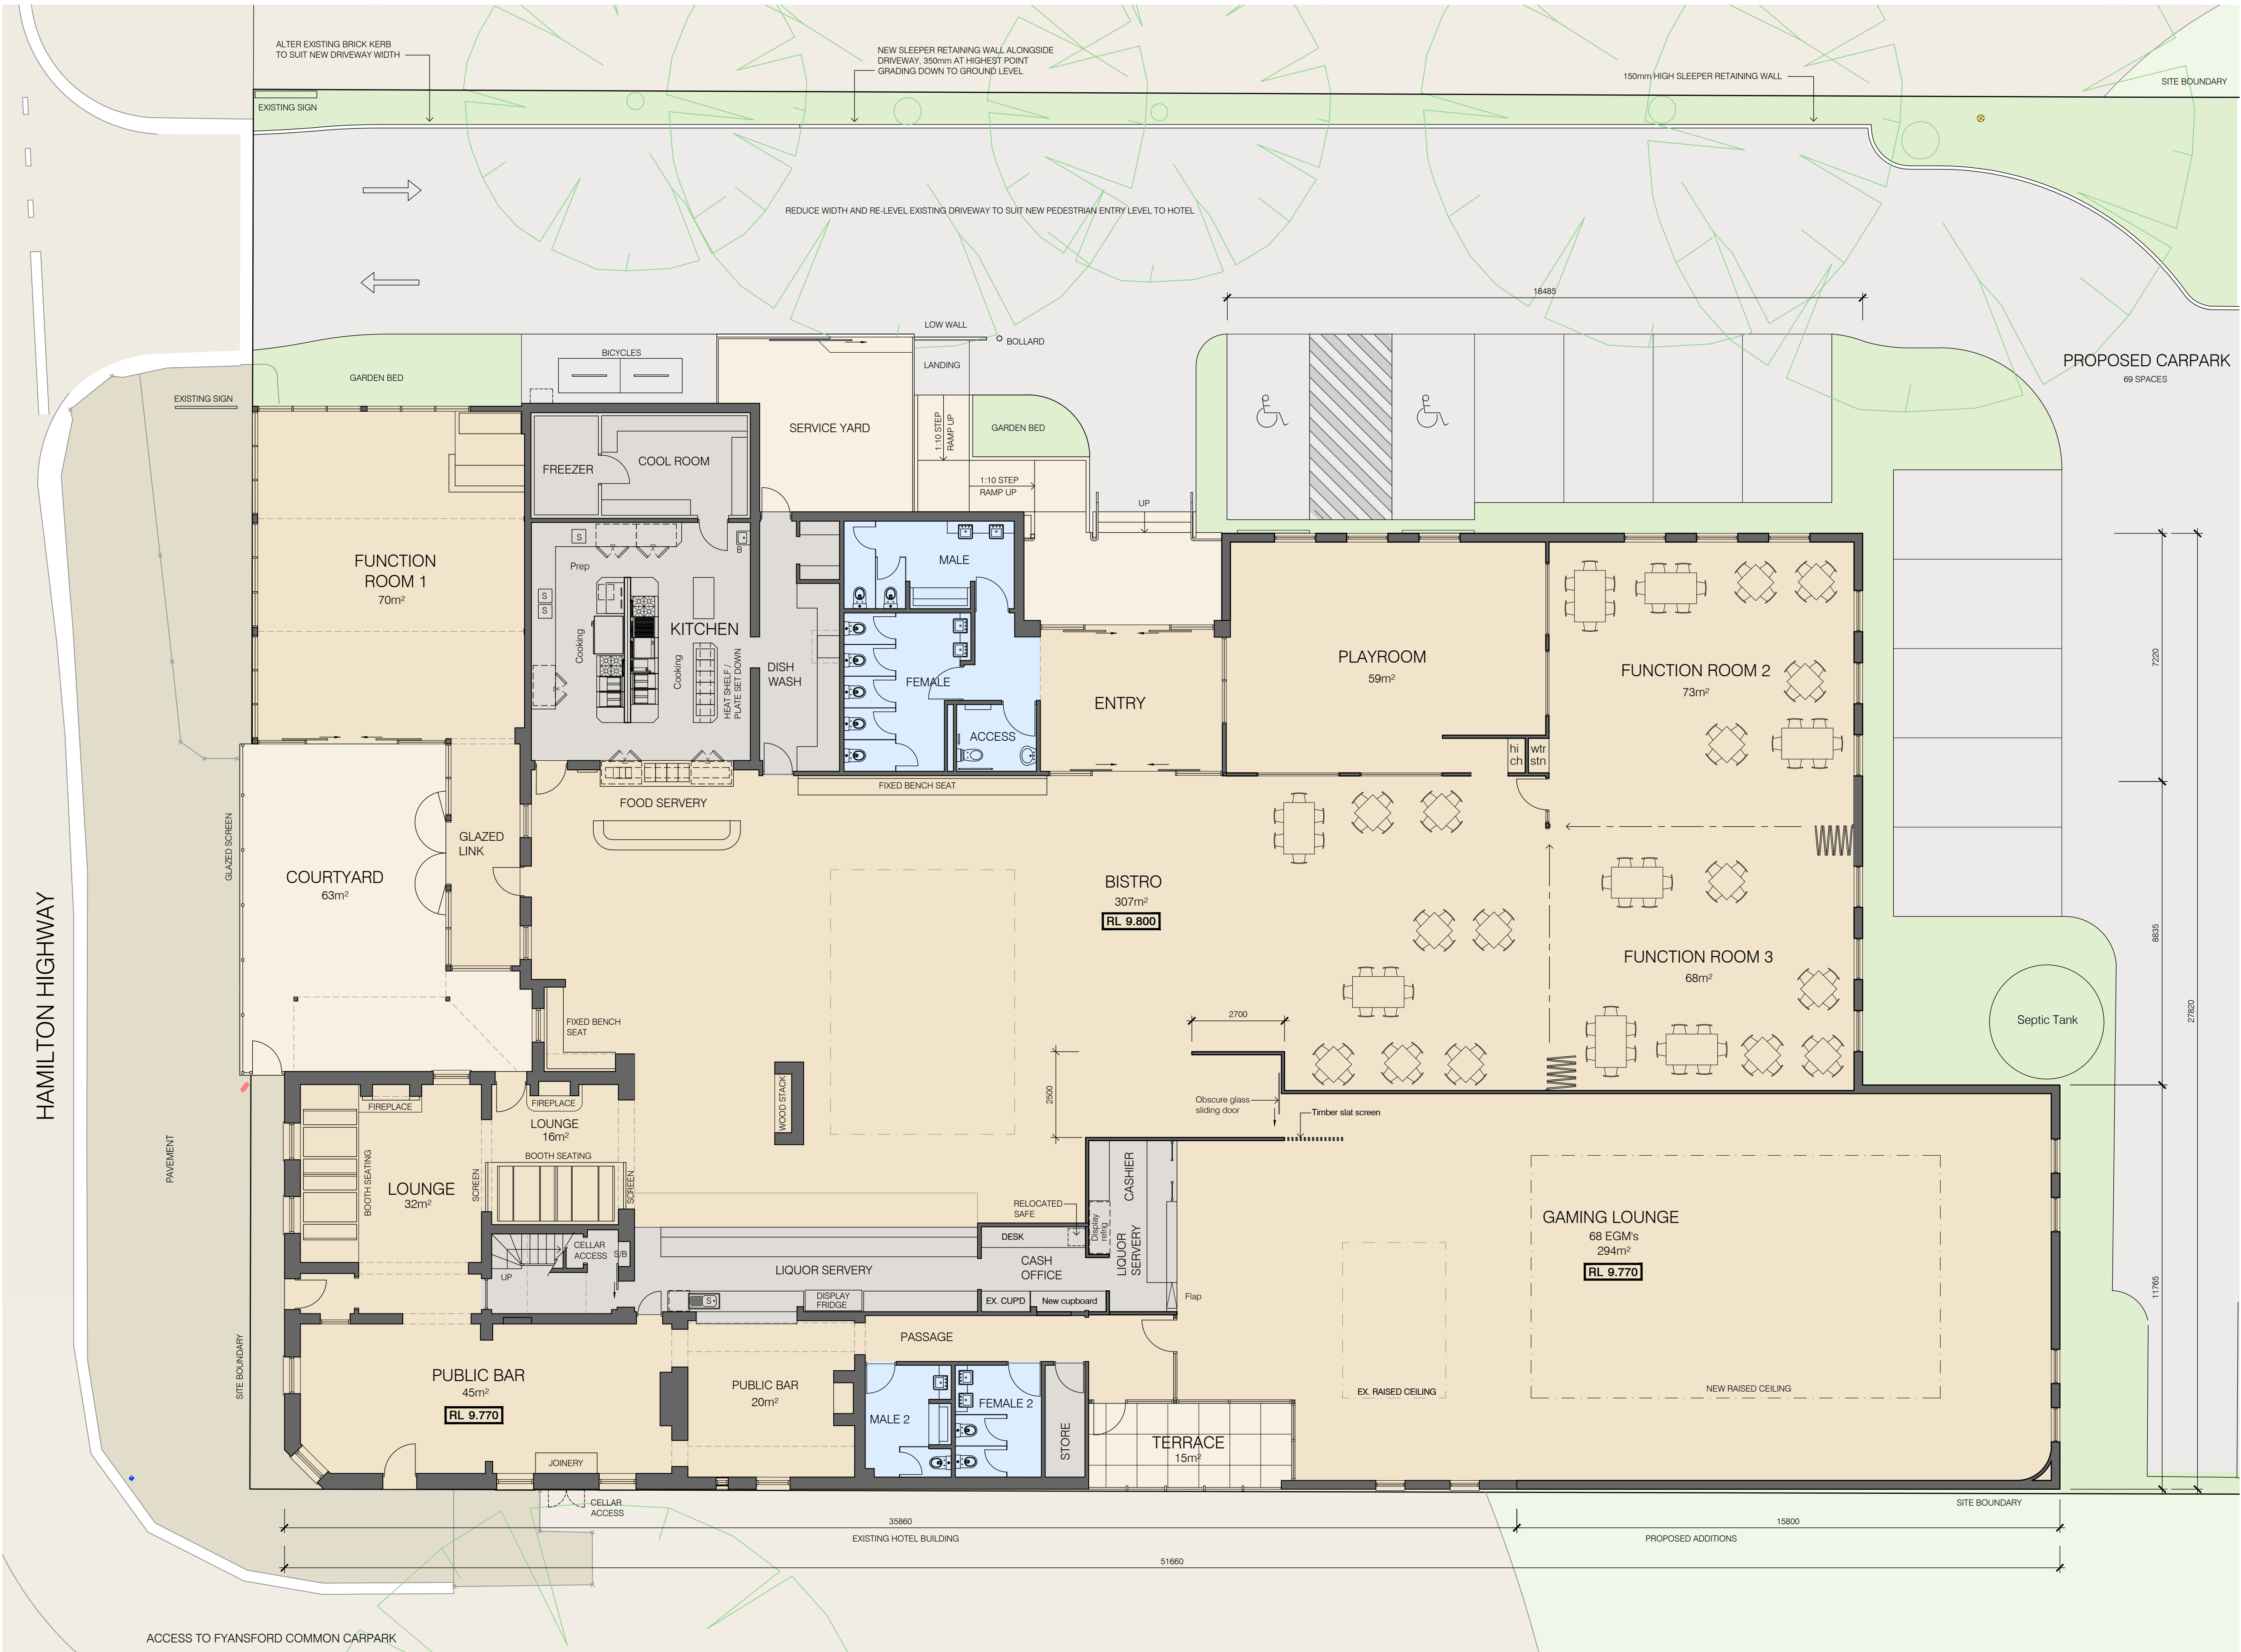 ALTER EXISTING BRICK KERB
TO SUIT NEW DRIVEWAY WIDTH
NEW SLEEPER RETAINING WALL ALONGSIDE
DRIVEWAY, 350mm AT HIGHEST POINT
GRADING DOWN TO GROUND LEVEL
150mm HIGH SLEEPER RETAINING WALL
SITE BOUNDARY
EXISTING SIGN
REDUCE WIDTH AND RE-LEVEL EXISTING DRIVEWAY TO SUIT NEW PEDESTRIAN ENTRY LEVEL TO HOTEL
18485
LOW WALL
BOLLARD
BICYCLES
LANDING
PROPOSED CARPARK
69 SPACES
GARDEN BED
EXISTING SIGN
SERVICE YARD
1:10 STEP
RAMP UP
GARDEN BED
FREEZER
COOL ROOM
1:10 STEP
RAMP UP
UP
S
B
FUNCTION
ROOM 1
70m²
Prep
MALE
S
S
KITCHEN
Cooking
Cooking
HEAT SHELF /
PLATE SET DOWN
DISH
WASH
FEMALE
ACCESS
ENTRY
PLAYROOM
59m²
FUNCTION ROOM 2
73m²
7220
hi
ch
wtr
stn
FIXED BENCH SEAT
FOOD SERVERY
GLAZED SCREEN
GLAZED
LINK
COURTYARD
63m²
BISTRO
307m²
RL 9.800
HAMILTON HIGHWAY
FUNCTION ROOM 3
68m²
8835
27820
Septic Tank
FIXED BENCH
SEAT
2700
2500
WOOD STACK
Obscure glass
sliding door
Timber slat screen
FIREPLACE
FIREPLACE
LOUNGE
16m²
BOOTH SEATING
PAVEMENT
BOOTH SEATING
LOUNGE
32m²
SCREEN
SCREEN
CASHIER
RELOCATED
SAFE
Display
refrig
LIQUOR
SERVERY
GAMING LOUNGE
68 EGM's
294m²
RL 9.770
DESK
CELLAR
ACCESS
S/B
UP
LIQUOR SERVERY
CASH
OFFICE
11765
S
DISPLAY
FRIDGE
EX. CUP'D
New cupboard
Flap
PASSAGE
SITE BOUNDARY
PUBLIC BAR
45m²
RL 9.770
PUBLIC BAR
20m²
EX. RAISED CEILING
NEW RAISED CEILING
MALE 2
FEMALE 2
STORE
TERRACE
15m²
JOINERY
CELLAR
ACCESS
SITE BOUNDARY
35860
15800
EXISTING HOTEL BUILDING
PROPOSED ADDITIONS
51660
ACCESS TO FYANSFORD COMMON CARPARK